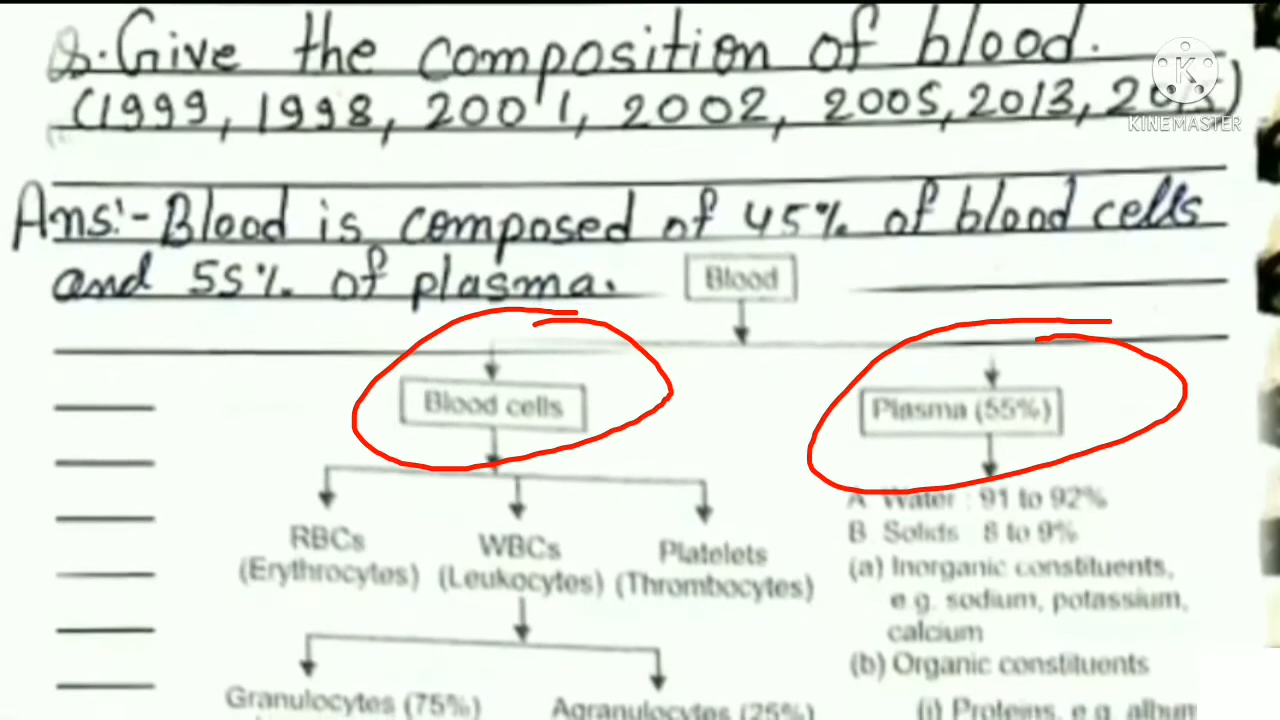 Q. Give the composition of blood.
(1999, 1998, 2001, 2002, 2005, 2013, 2015)
KINEMASTER
Ans:- Blood is composed of 45% of blood cells
and 55% of plasma.
Blood
Blood cells
Plasma (55%)
RBCs
(Erythrocytes)
WBCs
(Leukocytes)
Platelets
(Thrombocytes)
Granulocytes (75%)
Agranulocytes (25%)
A Water : 91 to 92%
B Solids : 8 to 9%
(a) Inorganic constituents,
e.g. sodium, potassium,
calcium
(b) Organic constituents
(i) Proteins, e.g. album